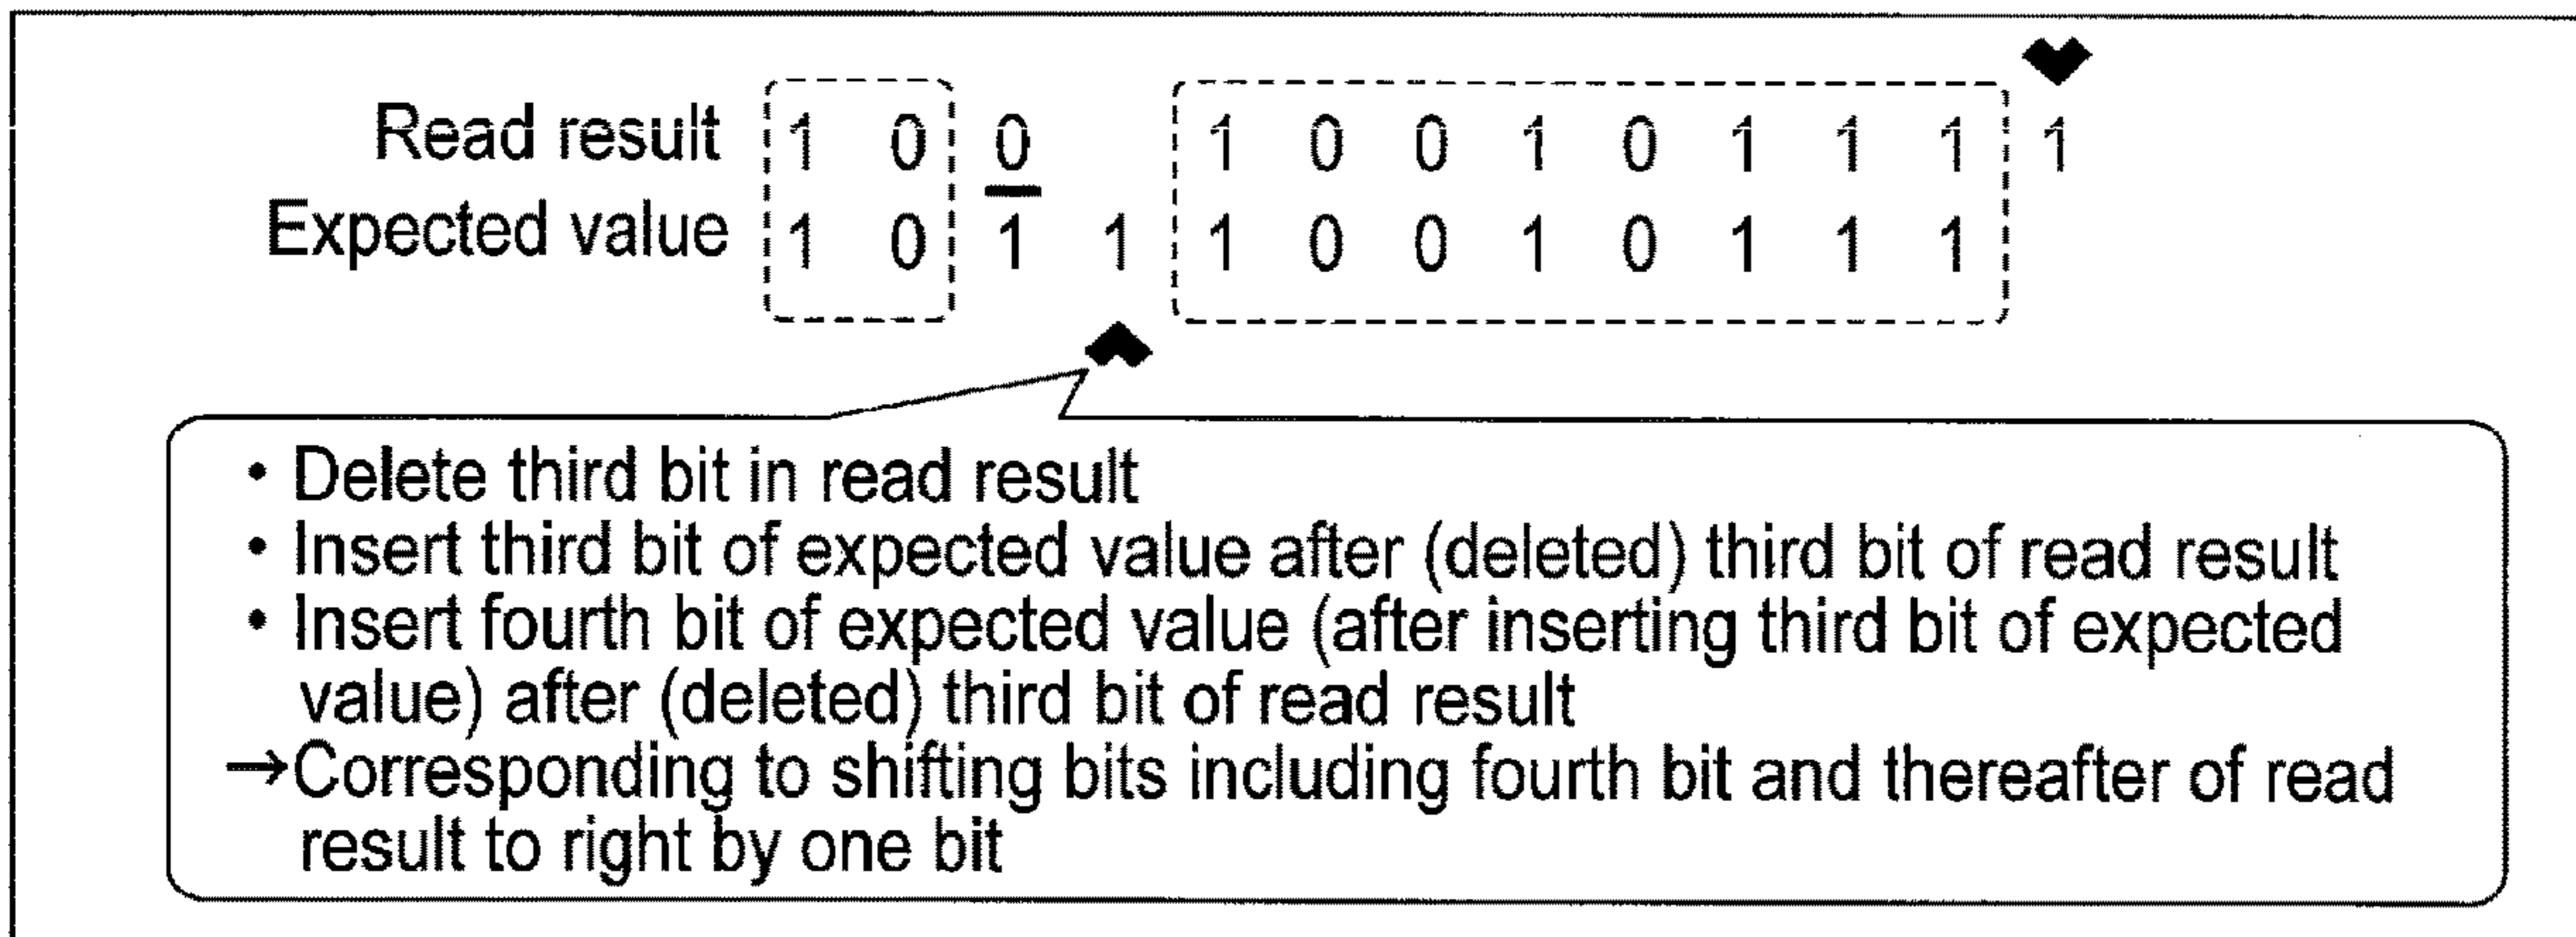 Read result 1 0 0 1 0 0 1 0 1 1 1 1
Expected value 1 0 1 1 1 0 0 1 0 1 1 1
• Delete third bit in read result
• Insert third bit of expected value after (deleted) third bit of read result
• Insert fourth bit of expected value (after inserting third bit of expected
value) after (deleted) third bit of read result
→Corresponding to shifting bits including fourth bit and thereafter of read
result to right by one bit